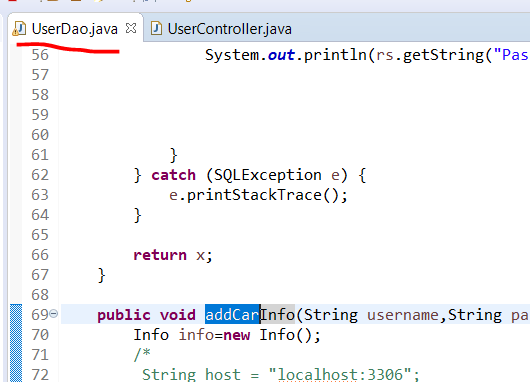 UserDao.java UserController.java
56 System.out.println(rs.getString("Pas
57
58
59
60
61 }
62 } catch (SQLException e) {
63 e.printStackTrace();
64 }
65
66 return x;
67 }
68
69 public void addCarInfo(String username,String pa
70 Info info=new Info();
71 /*
72 String host = "localhost:3306";